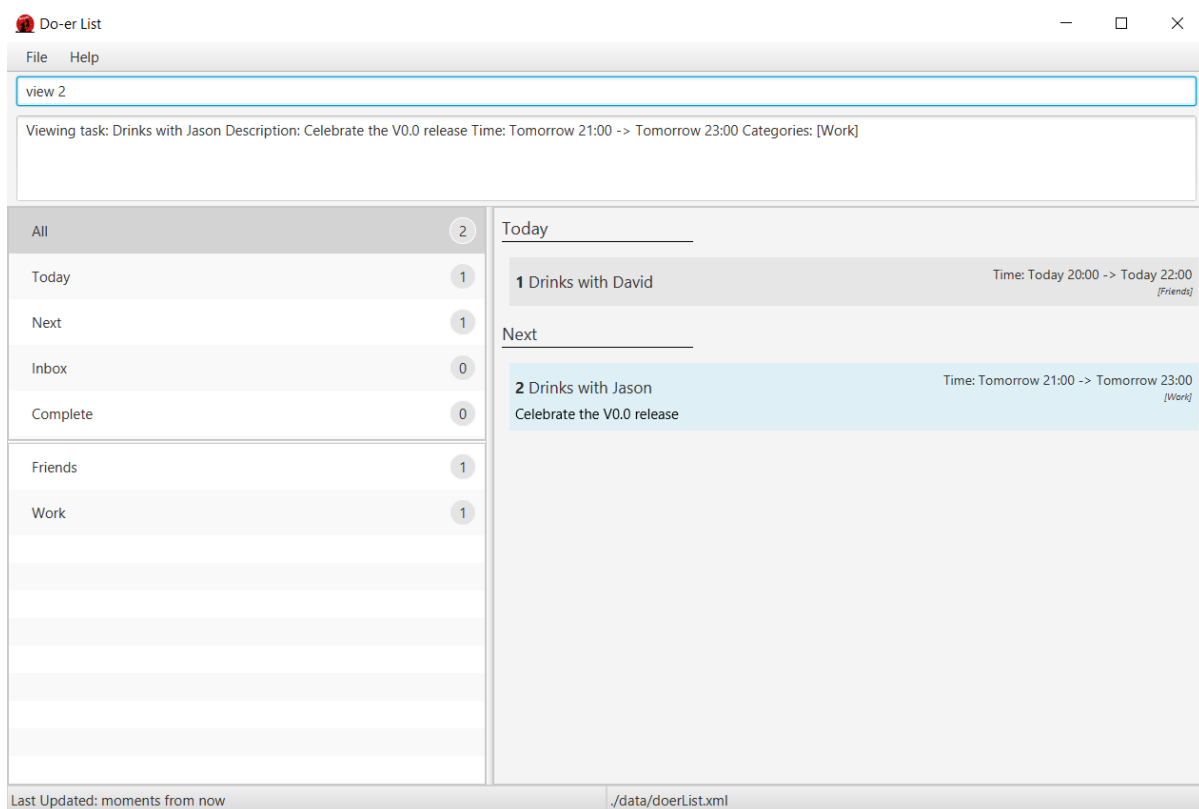 Do-er List
File Help
view 2
Viewing task: Drinks with Jason Description: Celebrate the V0.0 release Time: Tomorrow 21:00 -> Tomorrow 23:00 Categories: [Work]
All 2
Today 1
Next 1
Inbox 0
Complete 0
Friends 1
Work 1
Today
1 Drinks with David Time: Today 20:00 -> Today 22:00
[Friends]
Next
2 Drinks with Jason Time: Tomorrow 21:00 -> Tomorrow 23:00
[Work]
Celebrate the V0.0 release
Last Updated: moments from now ./data/doerList.xml